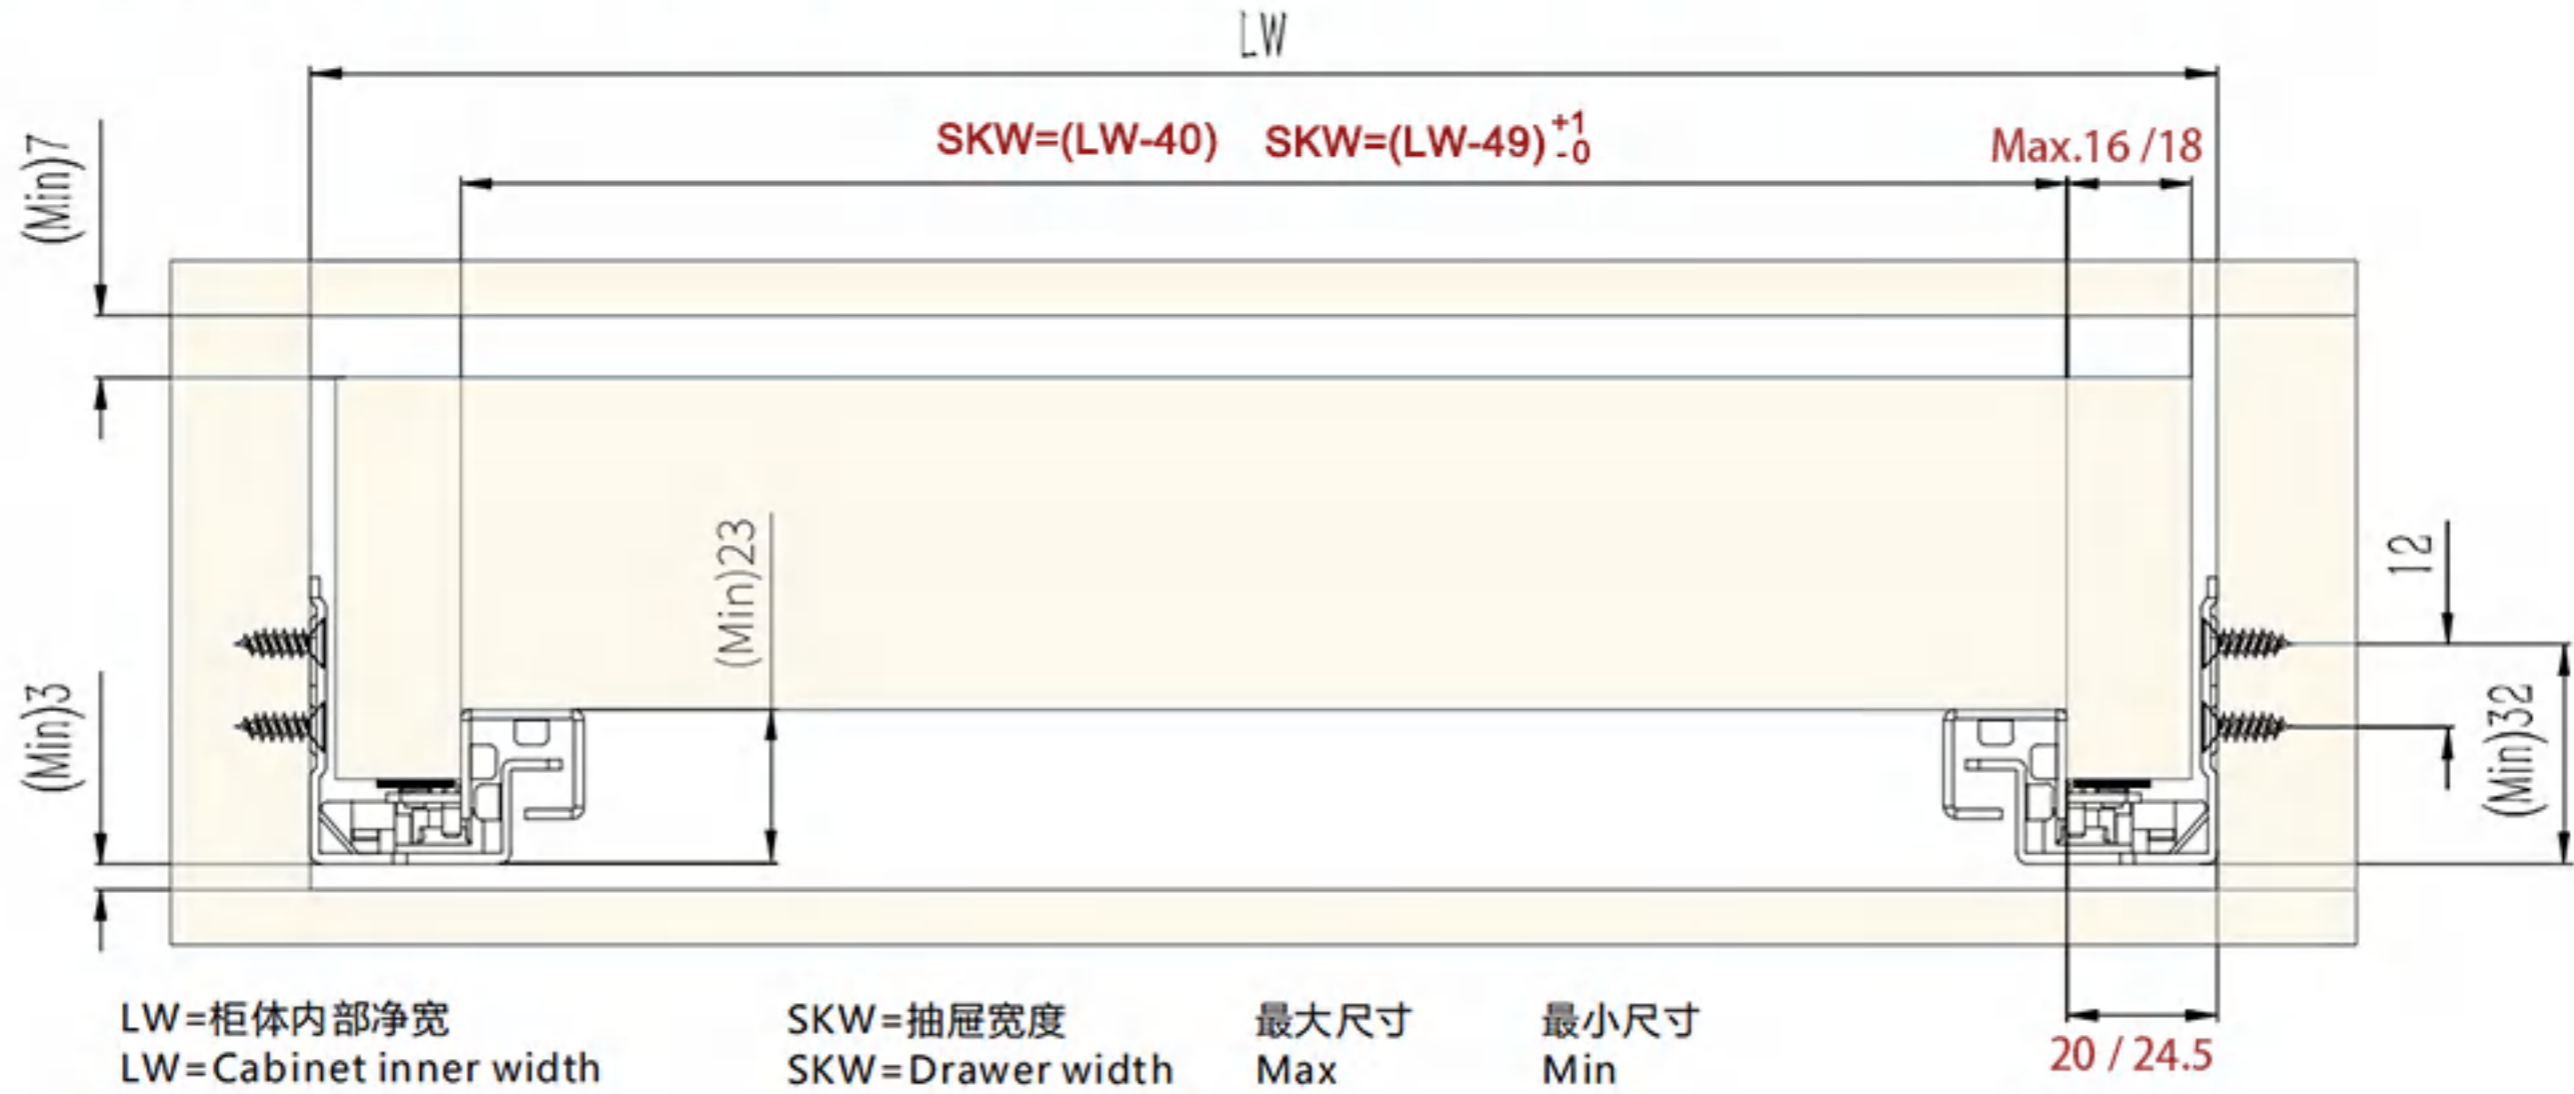 LW
SKW=(LW-40) SKW=(LW-49) +1 -0
Max.16 /18
(Min)7
(Min)23
12
(Min)3
(Min)32
LW=柜体内部净宽 SKW=抽屉宽度 最大尺寸 最小尺寸
LW=Cabinet inner width SKW=Drawer width Max Min
20 / 24.5